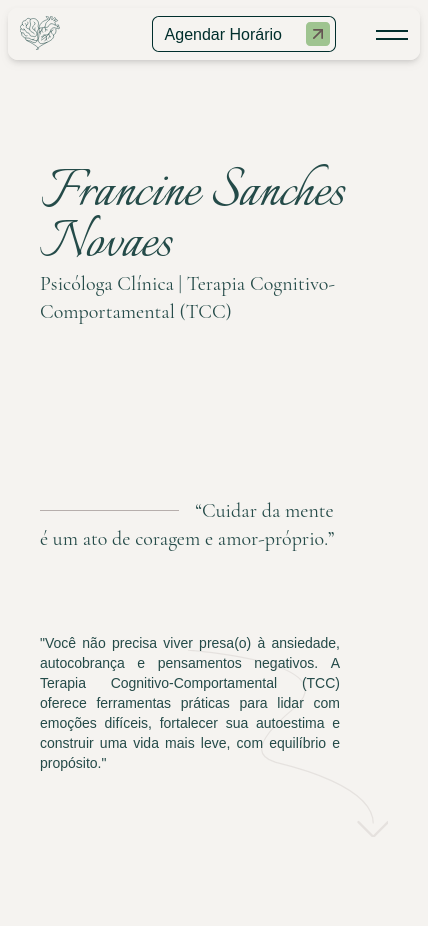 Agendar Horário
Francine Sanches
Novaes
Psicóloga Clínica | Terapia Cognitivo-
Comportamental (TCC)
“Cuidar da mente
é um ato de coragem e amor-próprio.”
"Você não precisa viver presa(o) à ansiedade,
autocobrança e pensamentos negativos. A
Terapia Cognitivo-Comportamental (TCC)
oferece ferramentas práticas para lidar com
emoções difíceis, fortalecer sua autoestima e
construir uma vida mais leve, com equilíbrio e
propósito."